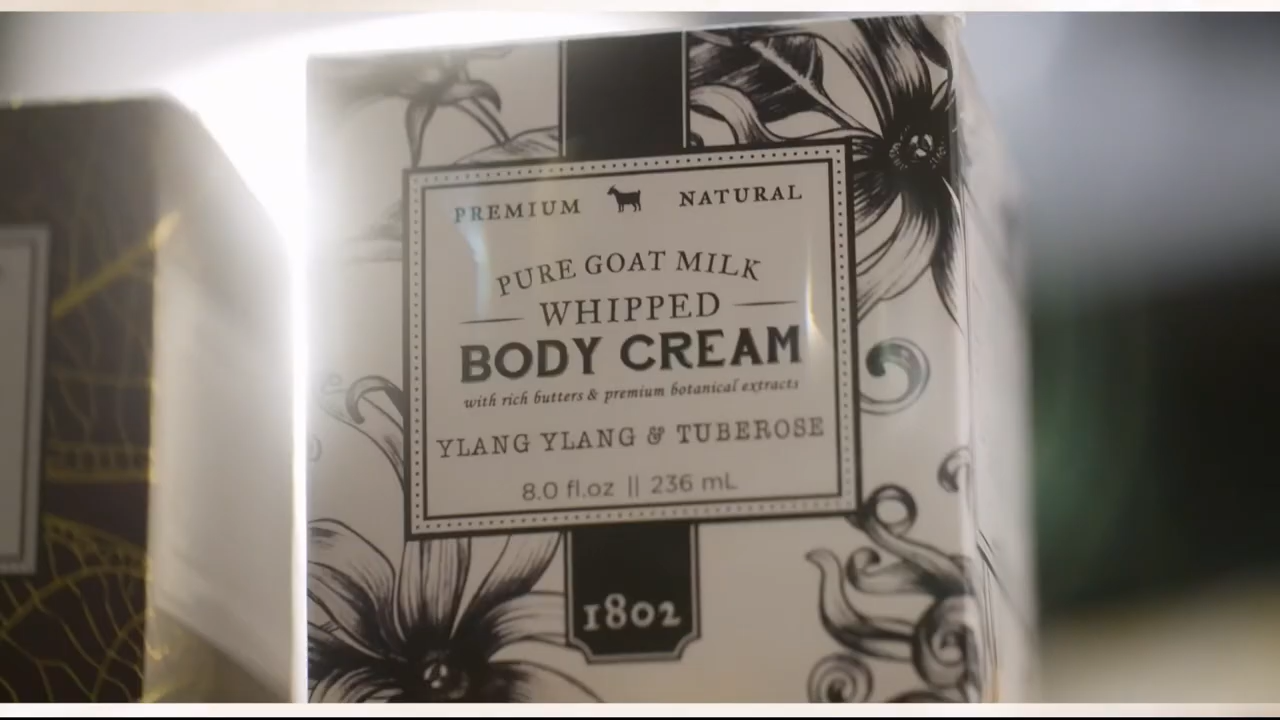 PREMIUM NATURAL
PURE GOAT MILK
WHIPPED
BODY CREAM
with rich butters & premium botanical extracts
YLANG YLANG & TUBEROSE
8.0 fl.oz || 236 mL
1802